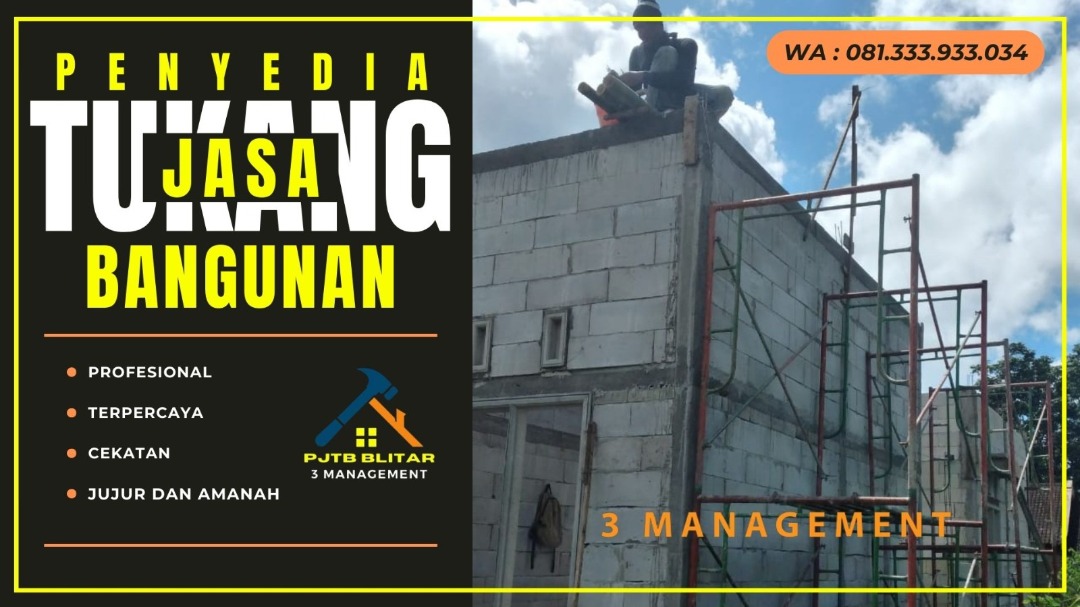 PENYEDIA
TUKANG
JASA
BANGUNAN
PROFESIONAL
TERPERCAYA
CEKATAN
JUJUR DAN AMANAH
PJTB BLITAR
3 MANAGEMENT
WA : 081.333.933.034
3 MANAGEMENT